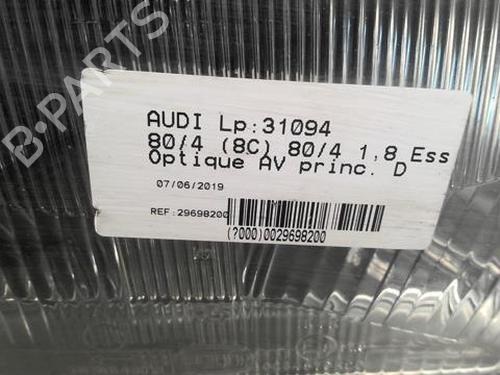 AUDI Lp:31094
80/4 (8C) 80/4 1,8 Ess
Optique AV princ. D
07/06/2019
REF:29698200
(?000)0029698200
B-PARTS